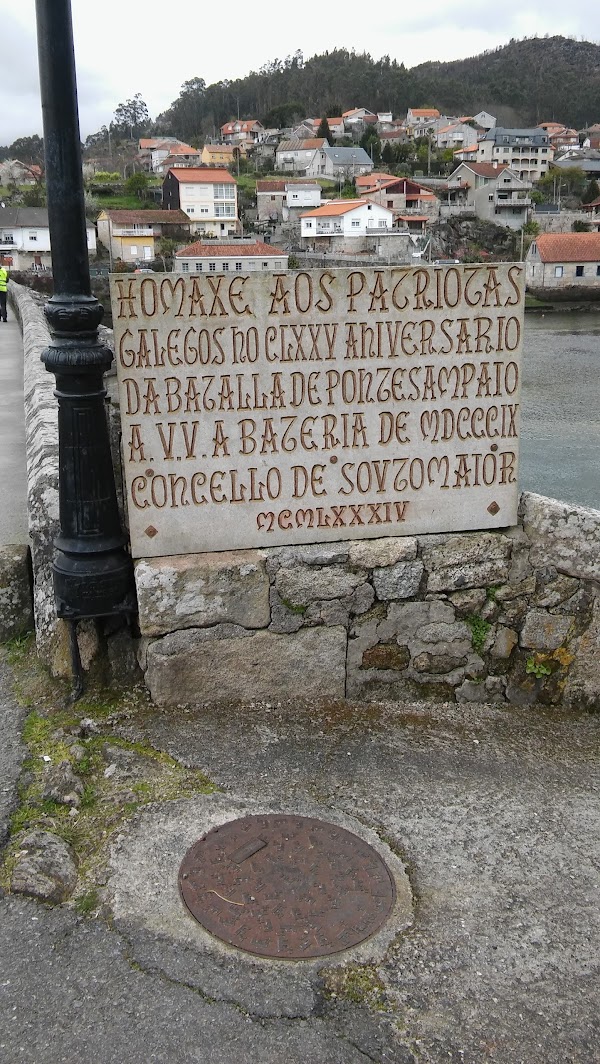 HOMAXE AOS PATRIOTAS
GALEGOS NO CLXXV ANIVERSARIO
DA BATALLA DE PONTESAMPAIO
A.V.V. A BATERIA DE MDCCCIX
CONCELLO DE SOUTOMAIOR
MCMLXXXIV